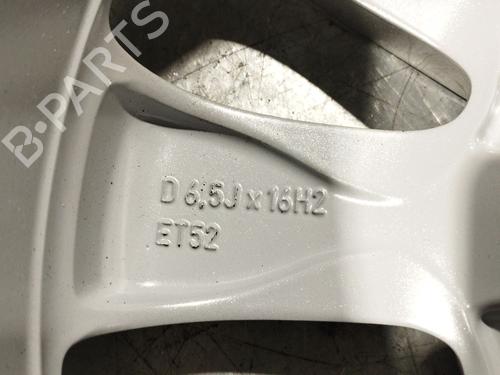 B-PARTS
D 6,5J x 16H2
ET52